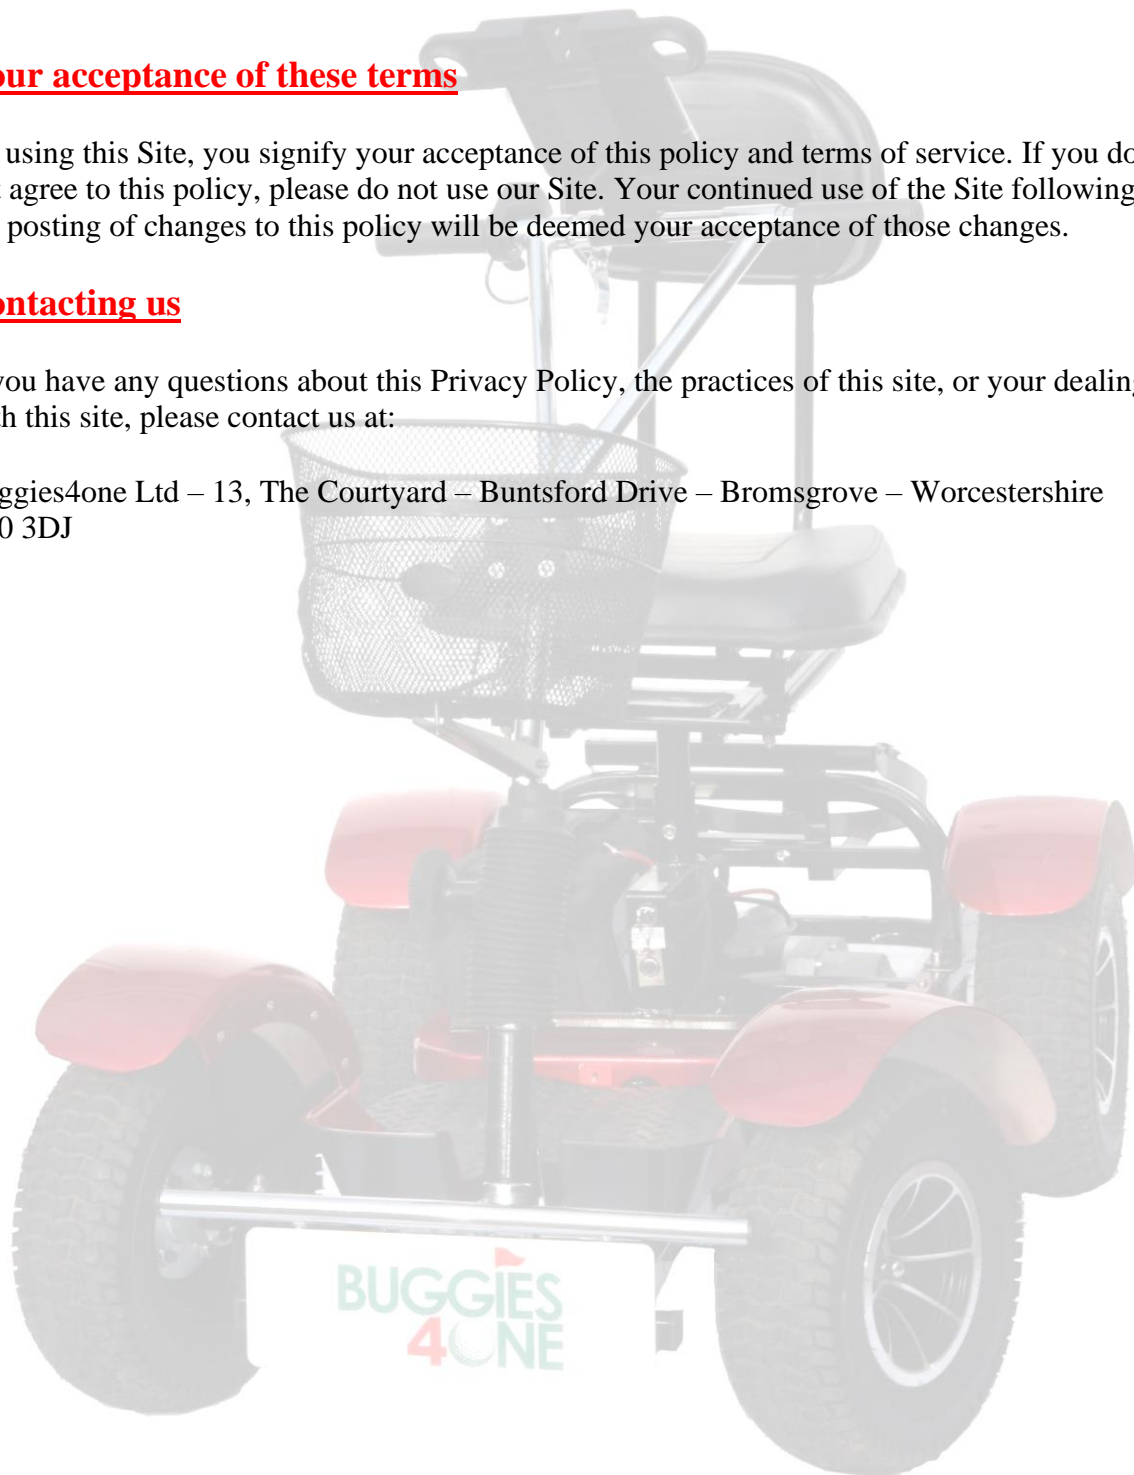 our acceptance of these terms
using this Site, you signify your acceptance of this policy and terms of service. If you do
t agree to this policy, please do not use our Site. Your continued use of the Site following
posting of changes to this policy will be deemed your acceptance of those changes.
ontacting us
you have any questions about this Privacy Policy, the practices of this site, or your dealing
th this site, please contact us at:
ggies4one Ltd – 13, The Courtyard – Buntsford Drive – Bromsgrove – Worcestershire
0 3DJ
BUGGIES
4ONE